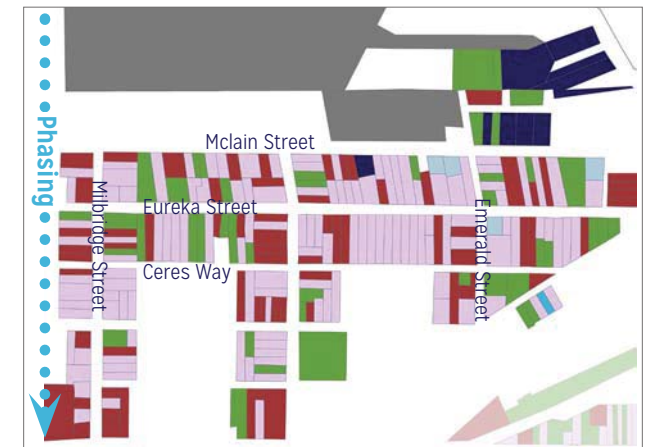 Phasing
Mclain Street
Milbridge Street
Eureka Street
Emerald Street
Ceres Way